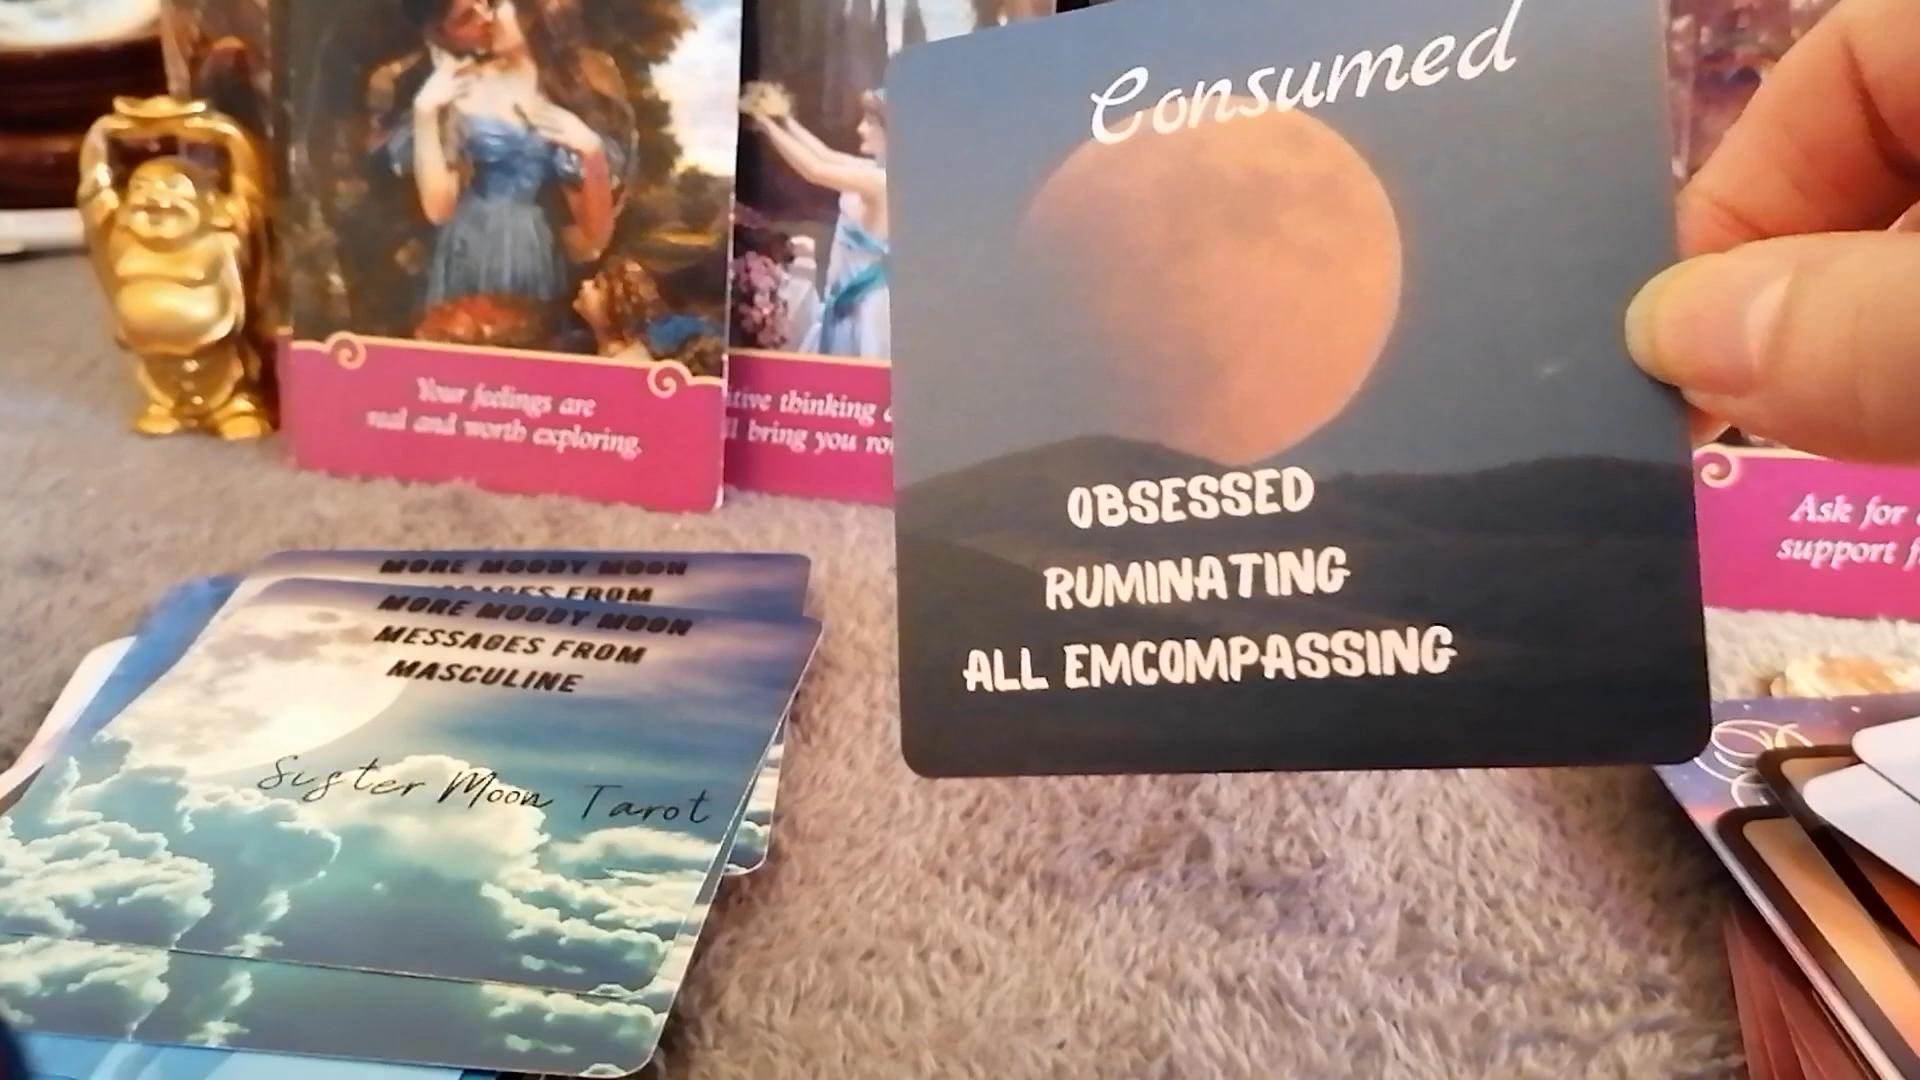 Consumed
OBSESSED
RUMINATING
ALL EMCOMPASSING
Your feelings are
real and worth exploring.
tive thinking
bring you
Ask for
support
MORE MOODY MOON
FROM
MORE MOODY MOON
MESSAGES FROM
MASCULINE
Sister Moon Tarot